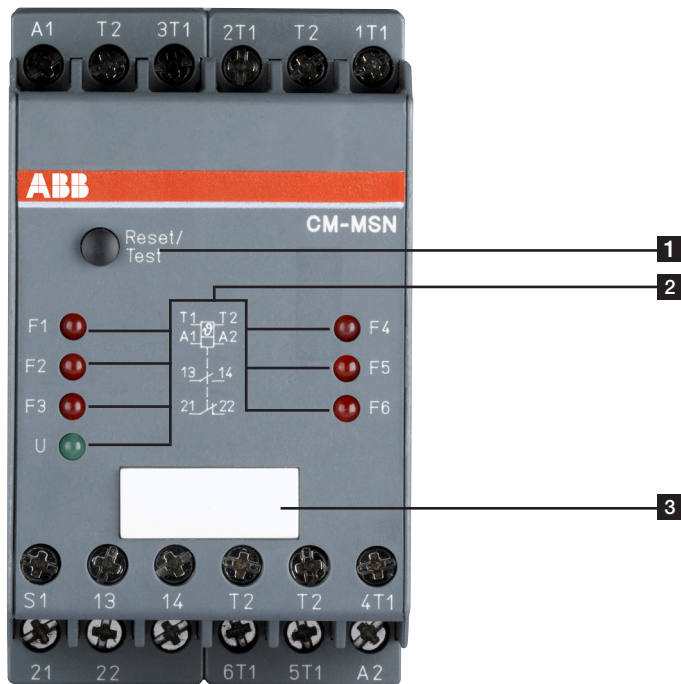 A1 T2 3T1 2T1 T2 1T1
ABB
CM-MSN
Reset/
Test
1
2
T1 T2
F1 F4
A1 A2
F2 F5
13 14
F3 F6
21 22
U
3
S1 13 14 T2 T2 4T1
21 22 6T1 5T1 A2